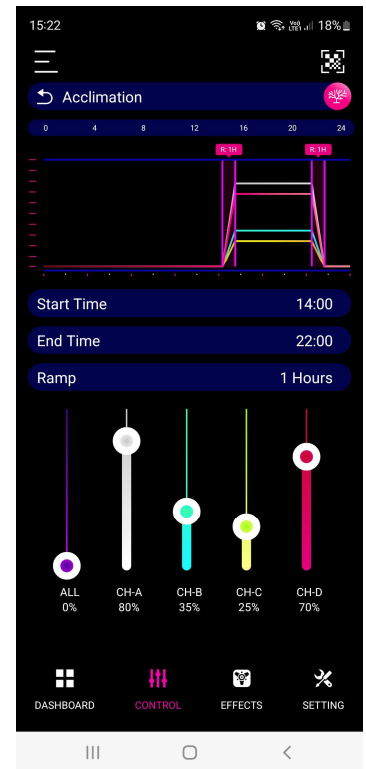 15:22 Vo)) LTE1 18%
Acclimation
0 4 8 12 16 20 24
R: 1H R: 1H
Start Time 14:00
End Time 22:00
Ramp 1 Hours
ALL CH-A CH-B CH-C CH-D
0% 80% 35% 25% 70%
DASHBOARD CONTROL EFFECTS SETTING